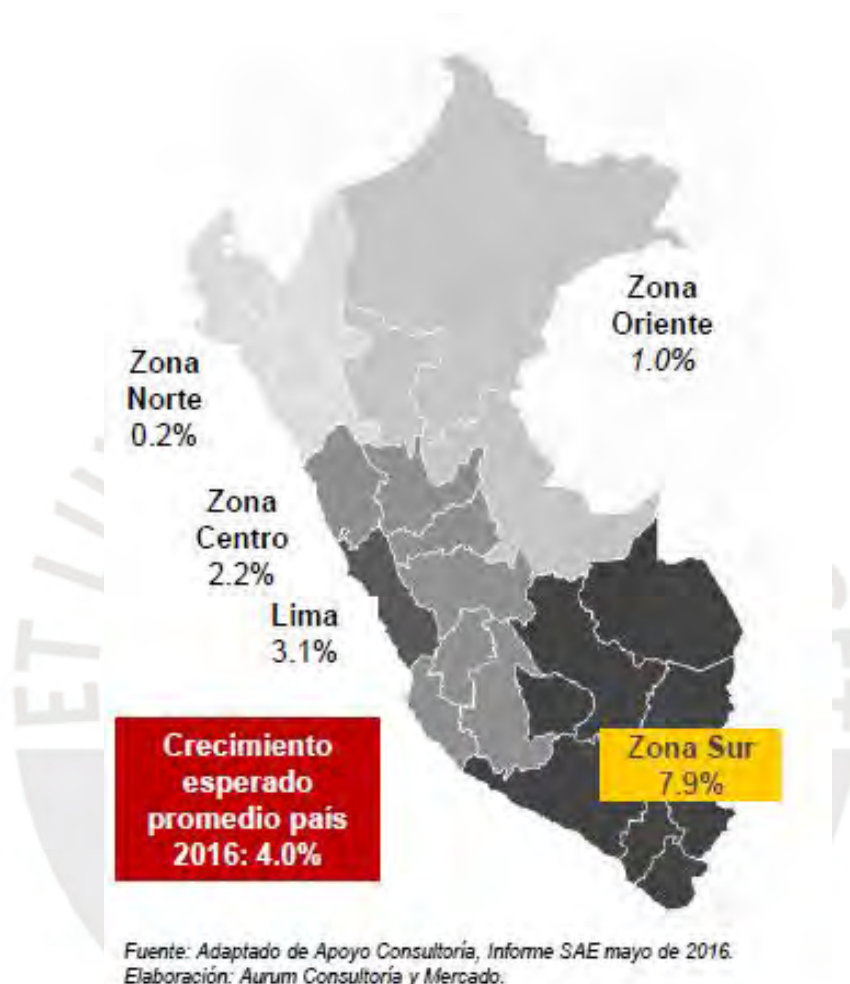 Zona
Oriente
1.0%
Zona
Norte
0.2%
Zona
Centro
2.2%
Lima
3.1%
Crecimiento
esperado
promedio país
2016: 4.0%
Zona Sur
7.9%
Fuente: Adaptado de Apoyo Consultoría, Informe SAE mayo de 2016.
Elaboración: Aurum Consultoría y Mercado.